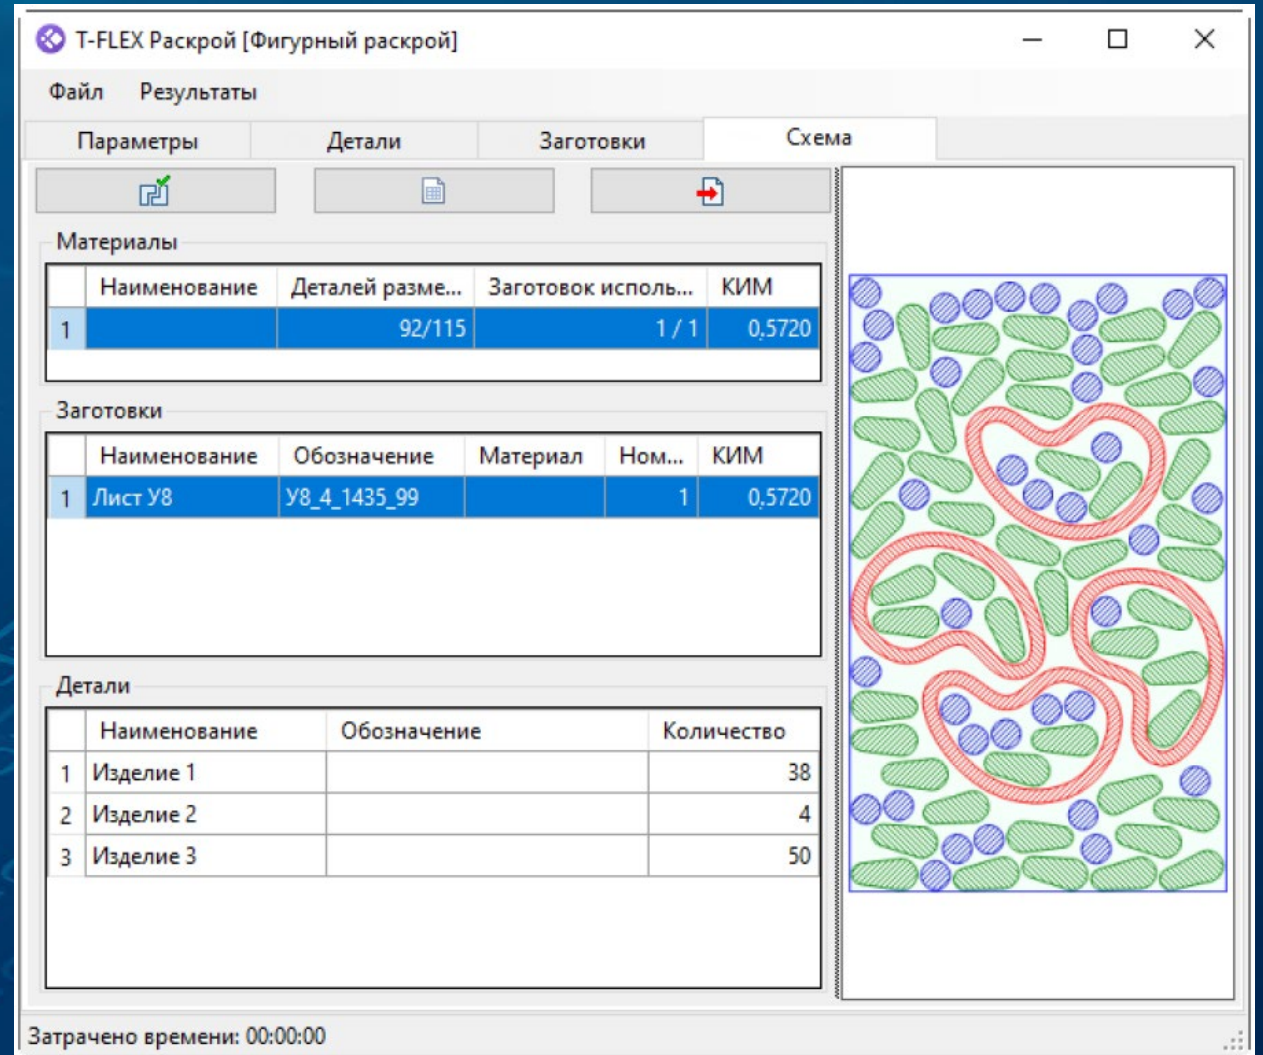 T-FLEX Раскрой [Фигурный раскрой]
Файл Результаты
Параметры Детали Заготовки Схема
Материалы
Наименование Деталей разме... Заготовок исполь... КИМ
1 92/115 1 / 1 0,5720
Заготовки
Наименование Обозначение Материал Ном... КИМ
1 Лист У8 У8_4_1435_99 1 0,5720
Детали
Наименование Обозначение Количество
1 Изделие 1 38
2 Изделие 2 4
3 Изделие 3 50
Затрачено времени: 00:00:00